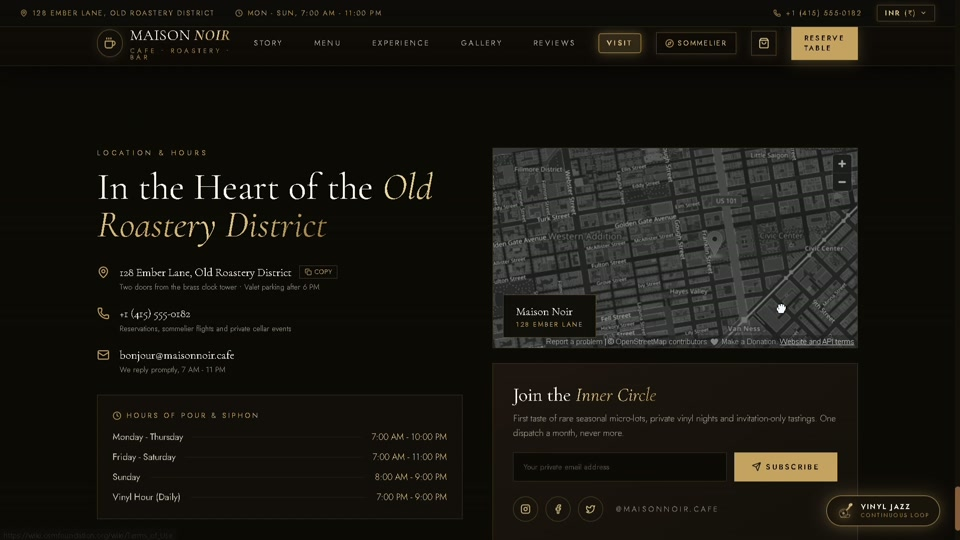 128 EMBER LANE, OLD ROASTERY DISTRICT
MON - SUN, 7:00 AM - 11:00 PM
+1 (415) 555-0182
INR (₹)
MAISON NOIR
CAFE · ROASTERY ·
BAR
STORY
MENU
EXPERIENCE
GALLERY
REVIEWS
VISIT
SOMMELIER
RESERVE
TABLE
LOCATION & HOURS
In the Heart of the Old
Roastery District
128 Ember Lane, Old Roastery District
COPY
Two doors from the brass clock tower · Valet parking after 6 PM
+1 (415) 555-0182
Reservations, sommelier flights and private cellar events
bonjour@maisonnoir.cafe
We reply promptly, 7 AM - 11 PM
HOURS OF POUR & SIPHON
Monday - Thursday 7:00 AM - 10:00 PM
Friday - Saturday 7:00 AM - 11:00 PM
Sunday 8:00 AM - 9:00 PM
Vinyl Hour (Daily) 7:00 PM - 9:00 PM
Little Saigon
Fillmore District
Eddy Street
US 101
Turk Street
Golden Gate Avenue
Western Addition
Civic Center
Civic Center
Fulton Street
Franklin Street
Hayes Valley
Fell Street
Van Ness
+
−
Maison Noir
128 EMBER LANE
Report a problem | © OpenStreetMap contributors ♥ Make a Donation. Website and API terms
Join the Inner Circle
First taste of rare seasonal micro-lots, private vinyl nights and invitation-only tastings. One
dispatch a month, never more.
Your private email address
SUBSCRIBE
@MAISONNOIR.CAFE
VINYL JAZZ
CONTINUOUS LOOP